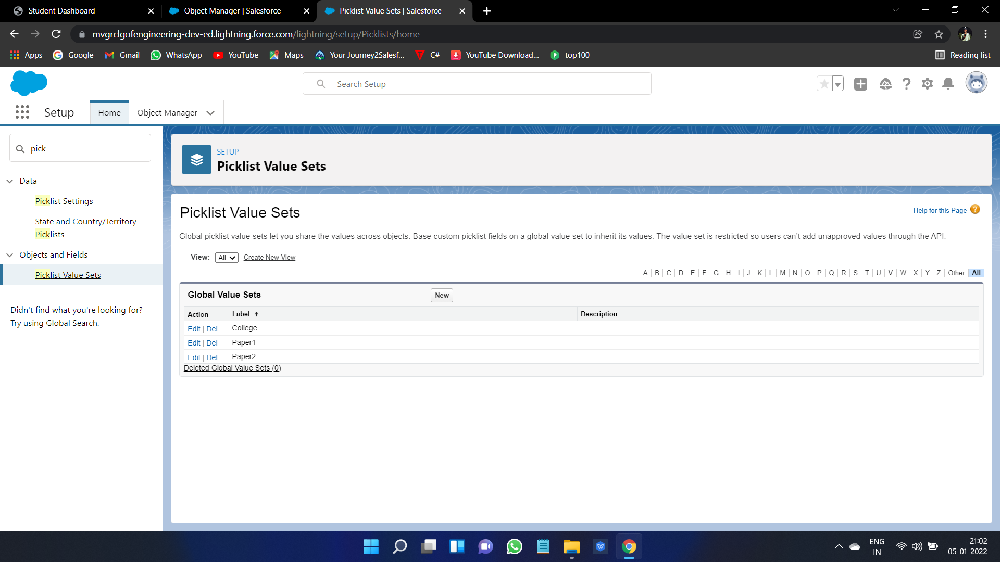 Student Dashboard
Object Manager | Salesforce
Picklist Value Sets | Salesforce
mvgrclgofengineering-dev-ed.lightning.force.com/lightning/setup/Picklists/home
Apps
Google
Gmail
WhatsApp
YouTube
Maps
Your Journey2Salesf...
C#
YouTube Download...
top100
Reading list
Search Setup
Setup
Home
Object Manager
pick
Data
Picklist Settings
State and Country/Territory
Picklists
Objects and Fields
Picklist Value Sets
Didn't find what you're looking for?
Try using Global Search.
SETUP
Picklist Value Sets
Picklist Value Sets
Help for this Page
Global picklist value sets let you share the values across objects. Base custom picklist fields on a global value set to inherit its values. The value set is restricted so users can’t add unapproved values through the API.
View: All Create New View
A | B | C | D | E | F | G | H | I | J | K | L | M | N | O | P | Q | R | S | T | U | V | W | X | Y | Z | Other | All
Global Value Sets
New
Action Label Description
Edit | Del College
Edit | Del Paper1
Edit | Del Paper2
Deleted Global Value Sets (0)
ENG
IN
21:02
05-01-2022